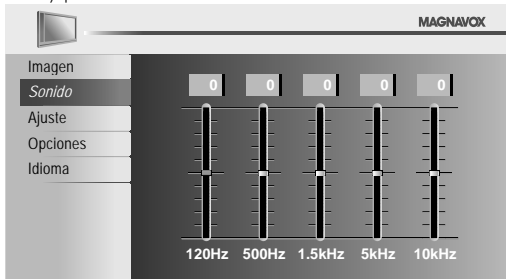 MAGNAVOX
Imagen
Sonido
Ajuste
Opciones
Idioma
0 0 0 0 0
120Hz 500Hz 1.5kHz 5kHz 10kHz